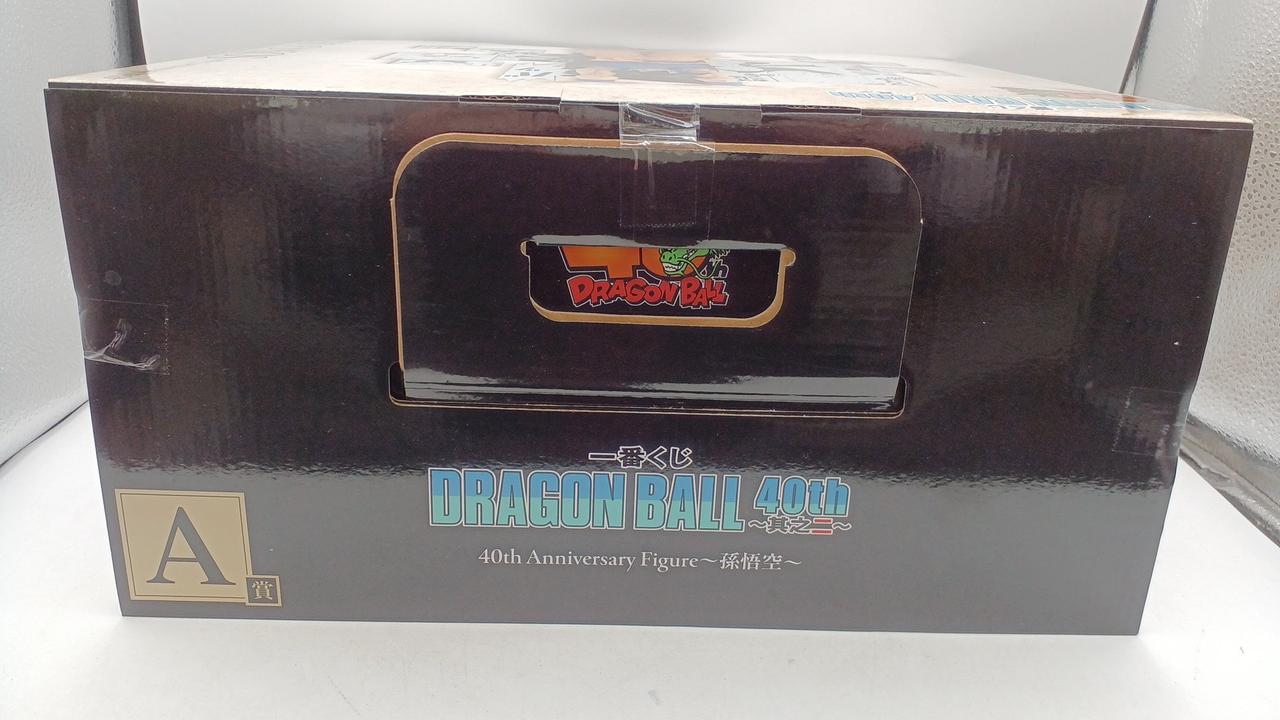 40th
DRAGON BALL
一番くじ
DRAGON BALL 40th
～其之二～
40th Anniversary Figure～孫悟空～
A
賞